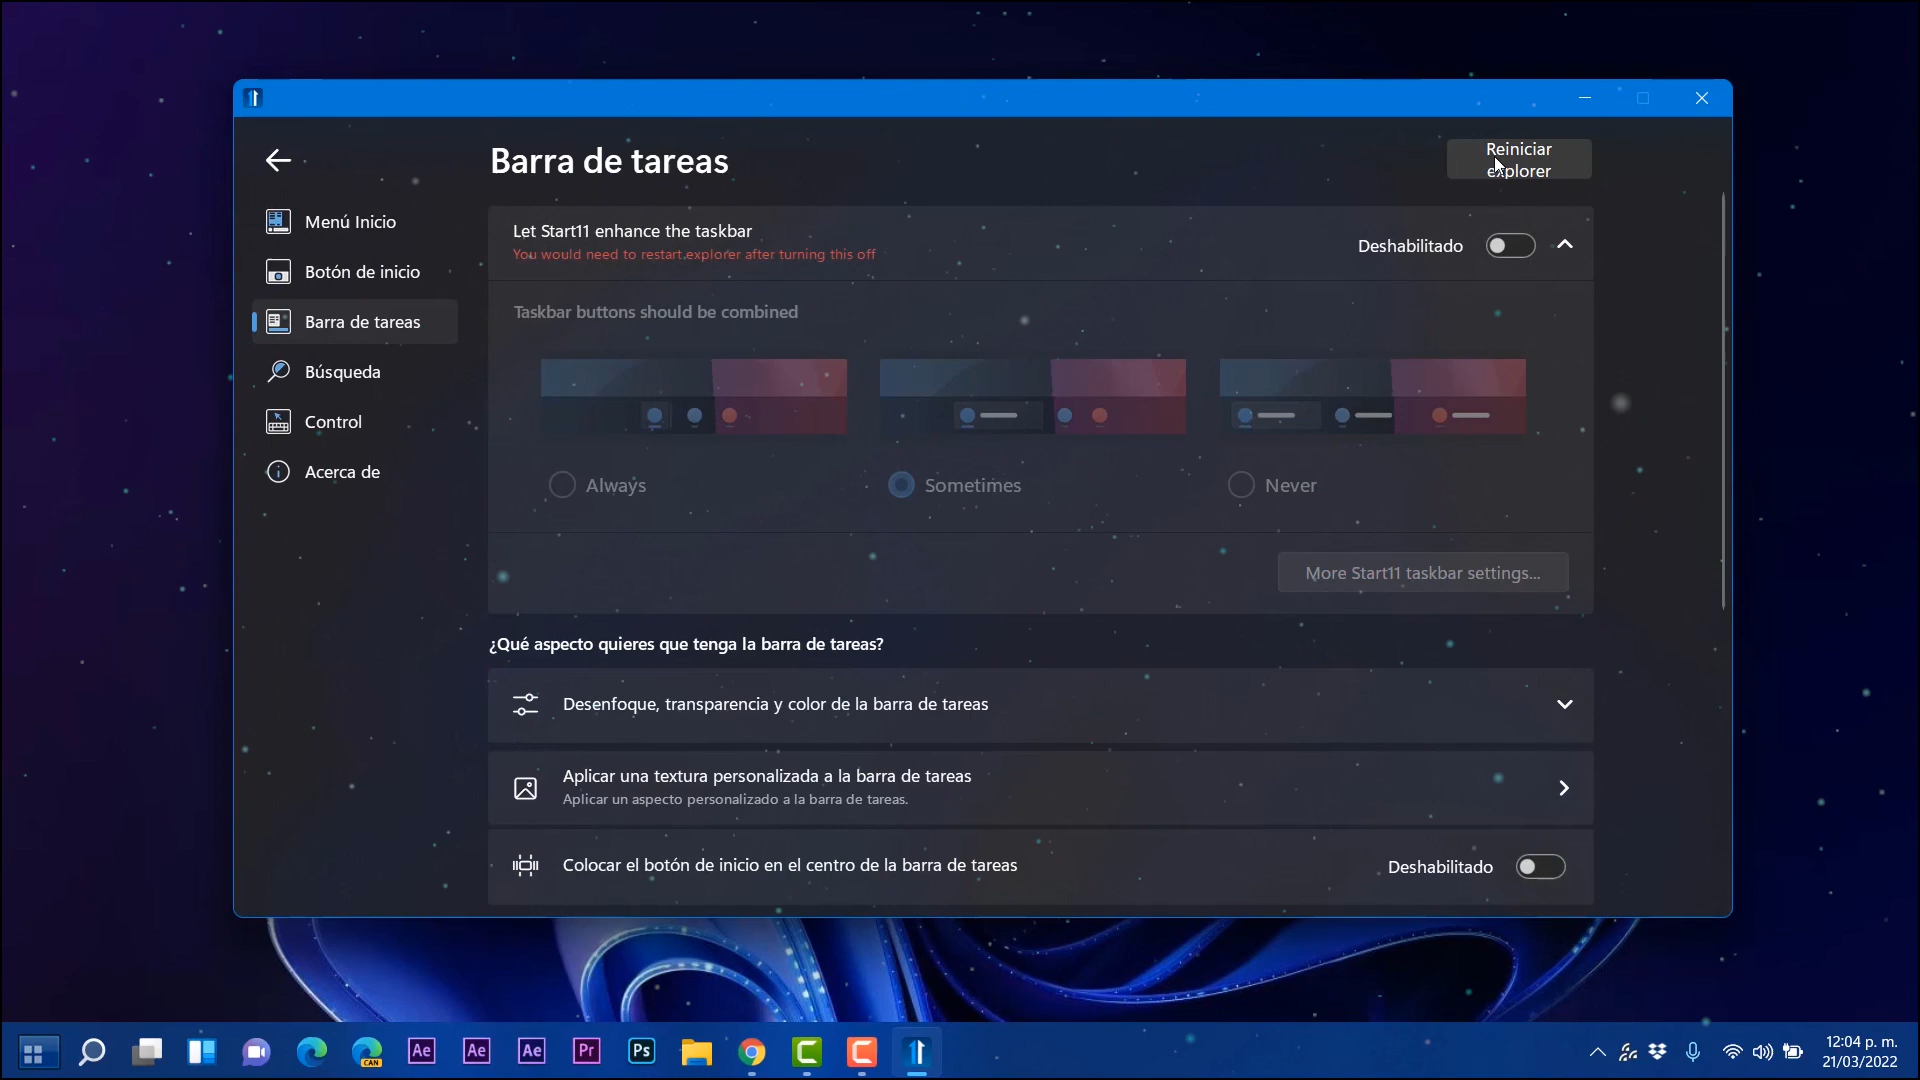 Barra de tareas
Reiniciar
explorer
Menú Inicio
Botón de inicio
Barra de tareas
Búsqueda
Control
Acerca de
Let Start11 enhance the taskbar
You would need to restart explorer after turning this off
Deshabilitado
Taskbar buttons should be combined
Always
Sometimes
Never
More Start11 taskbar settings...
¿Qué aspecto quieres que tenga la barra de tareas?
Desenfoque, transparencia y color de la barra de tareas
Aplicar una textura personalizada a la barra de tareas
Aplicar un aspecto personalizado a la barra de tareas.
Colocar el botón de inicio en el centro de la barra de tareas
Deshabilitado
CAN
Ae
Ae
Ae
Pr
Ps
12:04 p. m.
21/03/2022